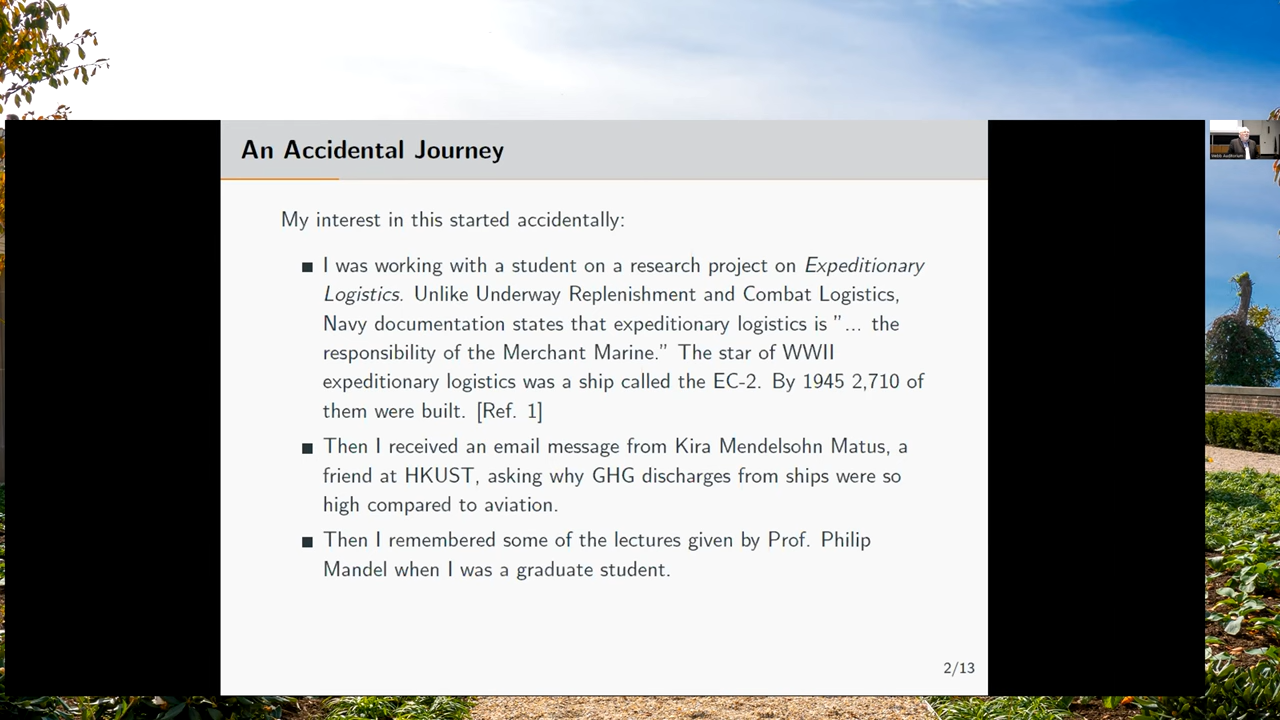 An Accidental Journey
My interest in this started accidentally:
I was working with a student on a research project on Expeditionary
Logistics. Unlike Underway Replenishment and Combat Logistics,
Navy documentation states that expeditionary logistics is "... the
responsibility of the Merchant Marine." The star of WWII
expeditionary logistics was a ship called the EC-2. By 1945 2,710 of
them were built. [Ref. 1]
Then I received an email message from Kira Mendelsohn Matus, a
friend at HKUST, asking why GHG discharges from ships were so
high compared to aviation.
Then I remembered some of the lectures given by Prof. Philip
Mandel when I was a graduate student.
2/13
Webb Auditorium